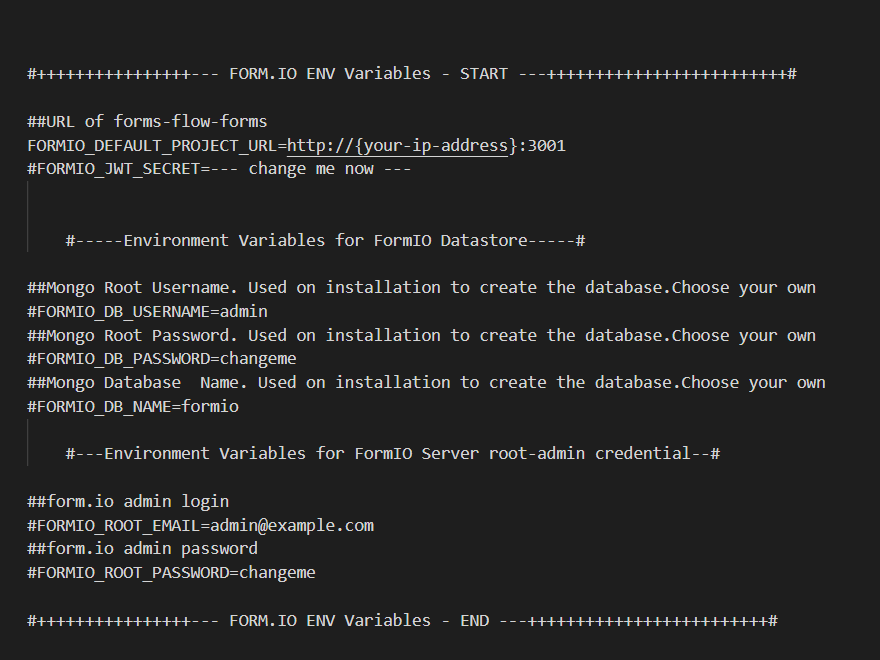 #++++++++++++++++--- FORM.IO ENV Variables - START ---+++++++++++++++++++++++++#
##URL of forms-flow-forms
FORMIO_DEFAULT_PROJECT_URL=http://{your-ip-address}:3001
#FORMIO_JWT_SECRET=--- change me now ---
#-----Environment Variables for FormIO Datastore-----#
##Mongo Root Username. Used on installation to create the database.Choose your own
#FORMIO_DB_USERNAME=admin
##Mongo Root Password. Used on installation to create the database.Choose your own
#FORMIO_DB_PASSWORD=changeme
##Mongo Database  Name. Used on installation to create the database.Choose your own
#FORMIO_DB_NAME=formio
#---Environment Variables for FormIO Server root-admin credential--#
##form.io admin login
#FORMIO_ROOT_EMAIL=admin@example.com
##form.io admin password
#FORMIO_ROOT_PASSWORD=changeme
#++++++++++++++++--- FORM.IO ENV Variables - END ---+++++++++++++++++++++++++#